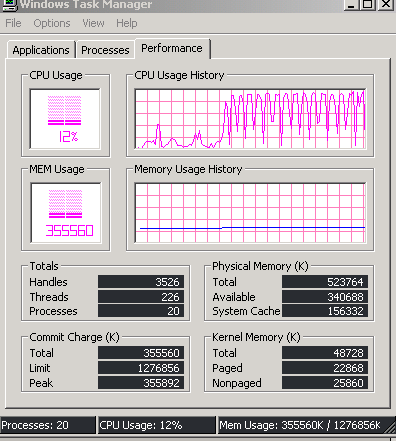 Windows Task Manager
File Options View Help
Applications Processes Performance
CPU Usage CPU Usage History
12%
MEM Usage Memory Usage History
355560
Totals Physical Memory (K)
Handles 3526 Total 523764
Threads 226 Available 340688
Processes 20 System Cache 156332
Commit Charge (K) Kernel Memory (K)
Total 355560 Total 48728
Limit 1276856 Paged 22868
Peak 355892 Nonpaged 25860
Processes: 20 CPU Usage: 12% Mem Usage: 355560K / 1276856K